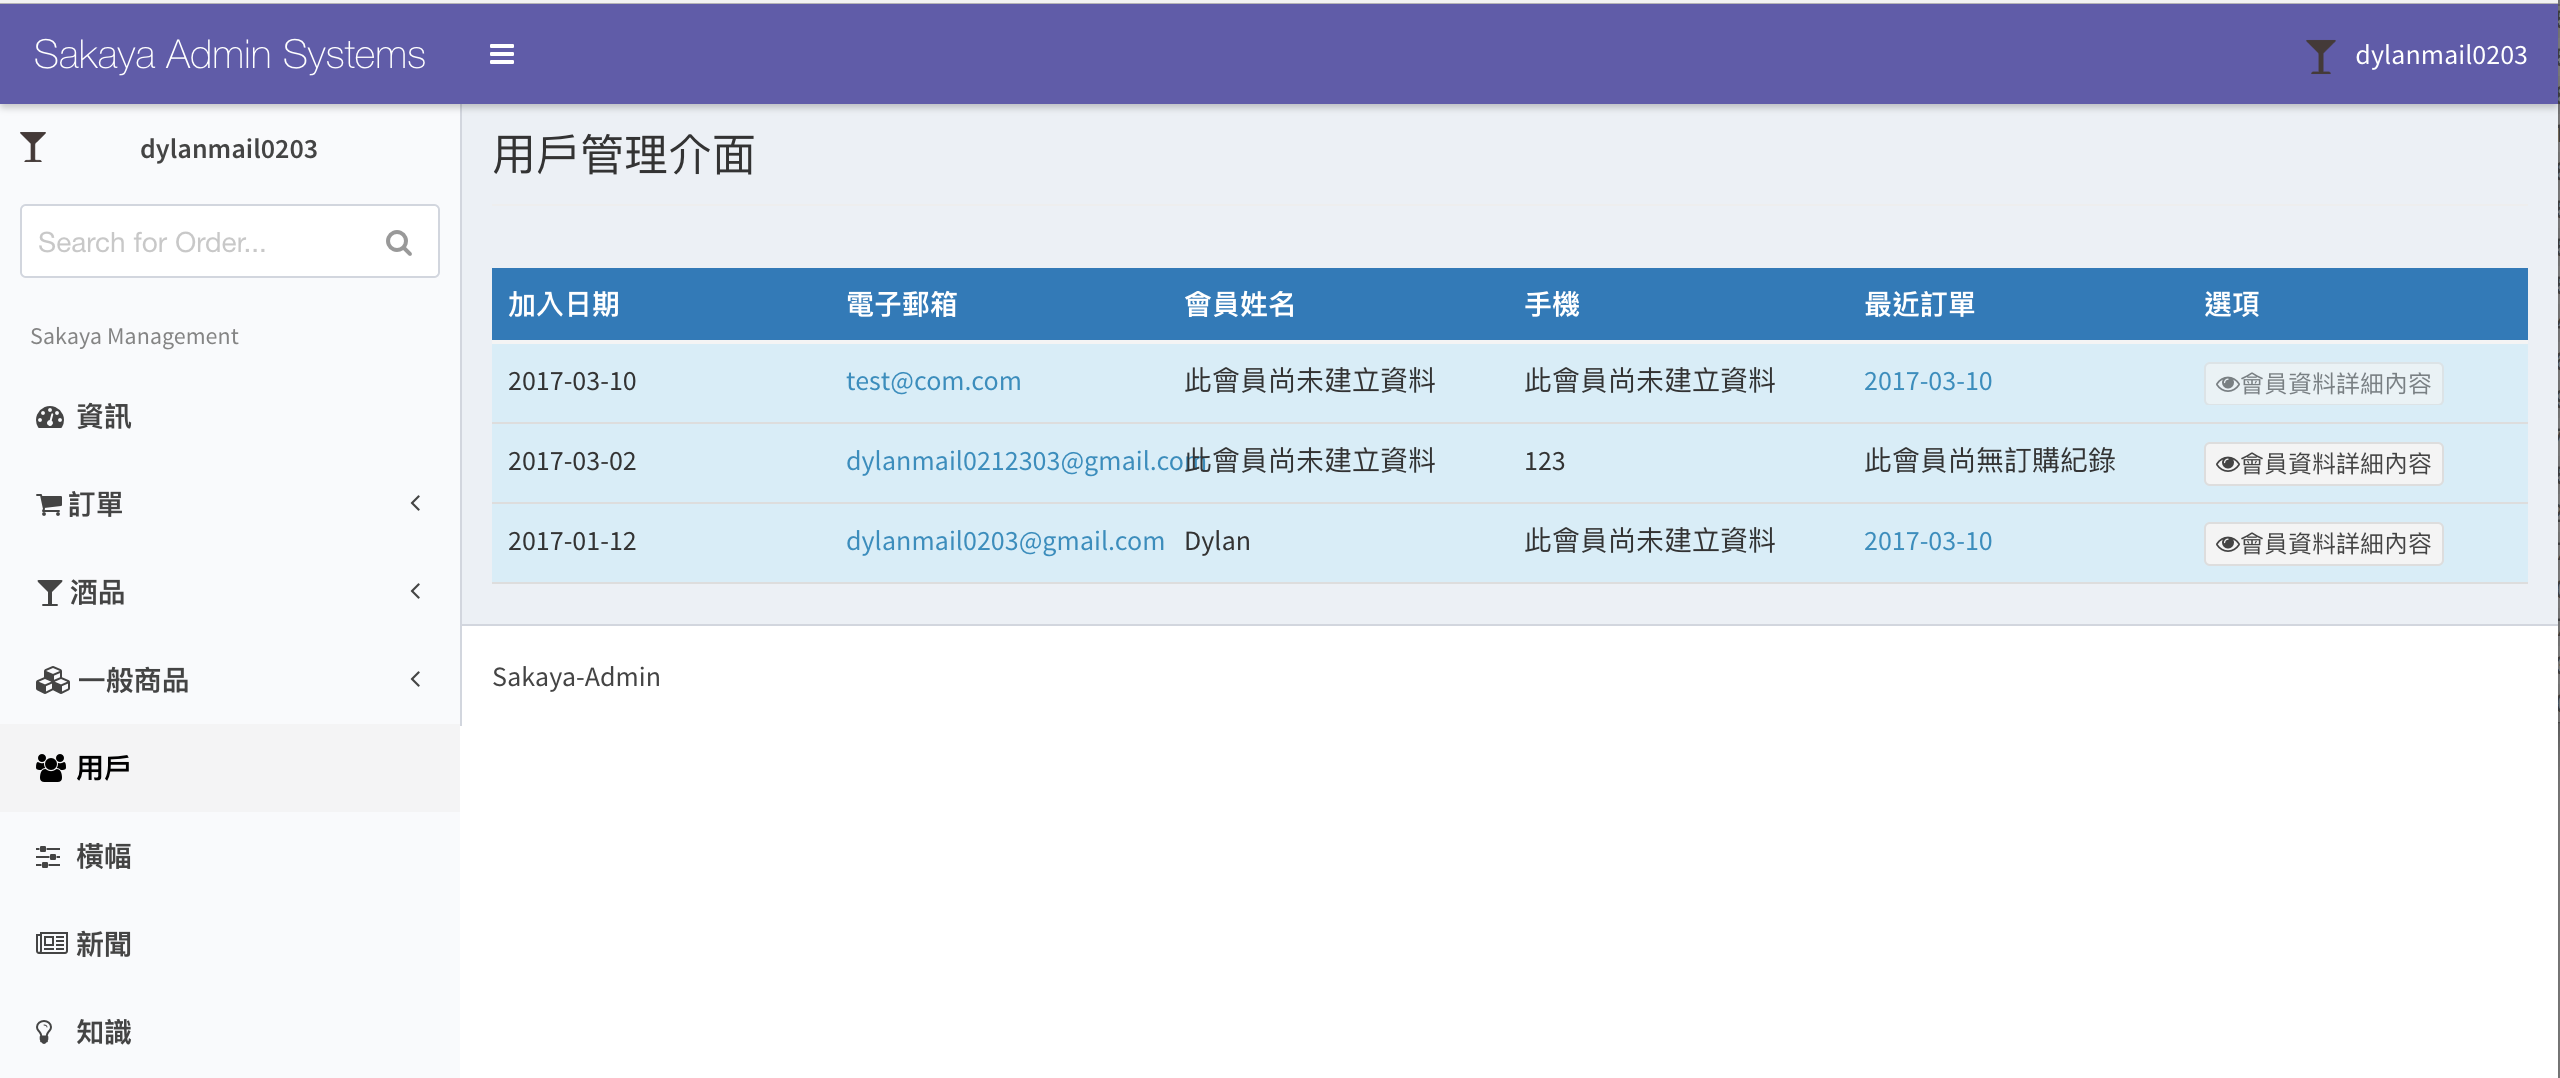 Sakaya Admin Systems
dylanmail0203
dylanmail0203
Search for Order...
Sakaya Management
資訊
訂單
酒品
一般商品
用戶
橫幅
新聞
知識
用戶管理介面
加入日期 電子郵箱 會員姓名 手機 最近訂單 選項
2017-03-10 test@com.com 此會員尚未建立資料 此會員尚未建立資料 2017-03-10 會員資料詳細內容
2017-03-02 dylanmail0212303@gmail.com 此會員尚未建立資料 123 此會員尚無訂購紀錄 會員資料詳細內容
2017-01-12 dylanmail0203@gmail.com Dylan 此會員尚未建立資料 2017-03-10 會員資料詳細內容
Sakaya-Admin